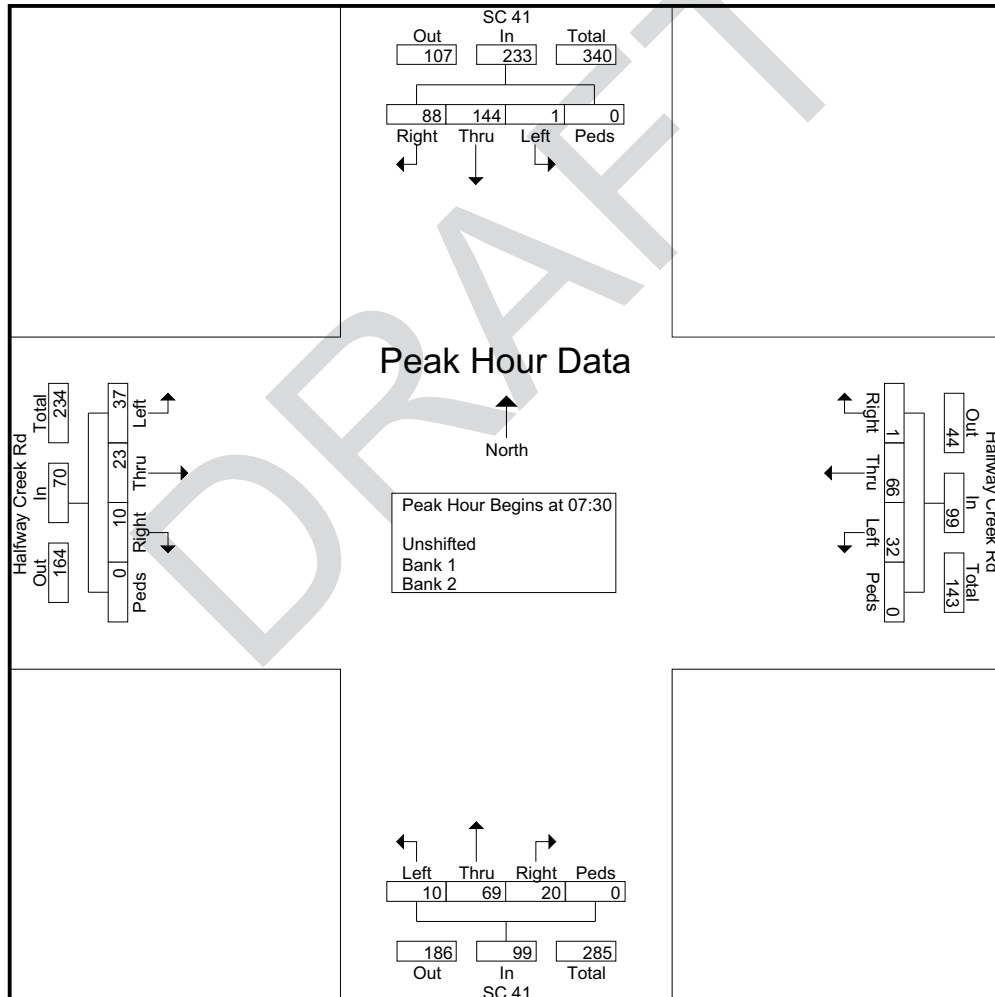 SC 41
Out In Total
107 233 340
88 144 1 0
Right Thru Left Peds
Peak Hour Data
North
Peak Hour Begins at 07:30
Unshifted
Bank 1
Bank 2
Halfway Creek Rd
Out In Total
164 70 234
37 23 10 0
Left Thru Right Peds
Halfway Creek Rd
Out In Total
44 99 143
1 66 32 0
Right Thru Left Peds
Left Thru Right Peds
10 69 20 0
186 99 285
Out In Total
SC 41
DRAFT